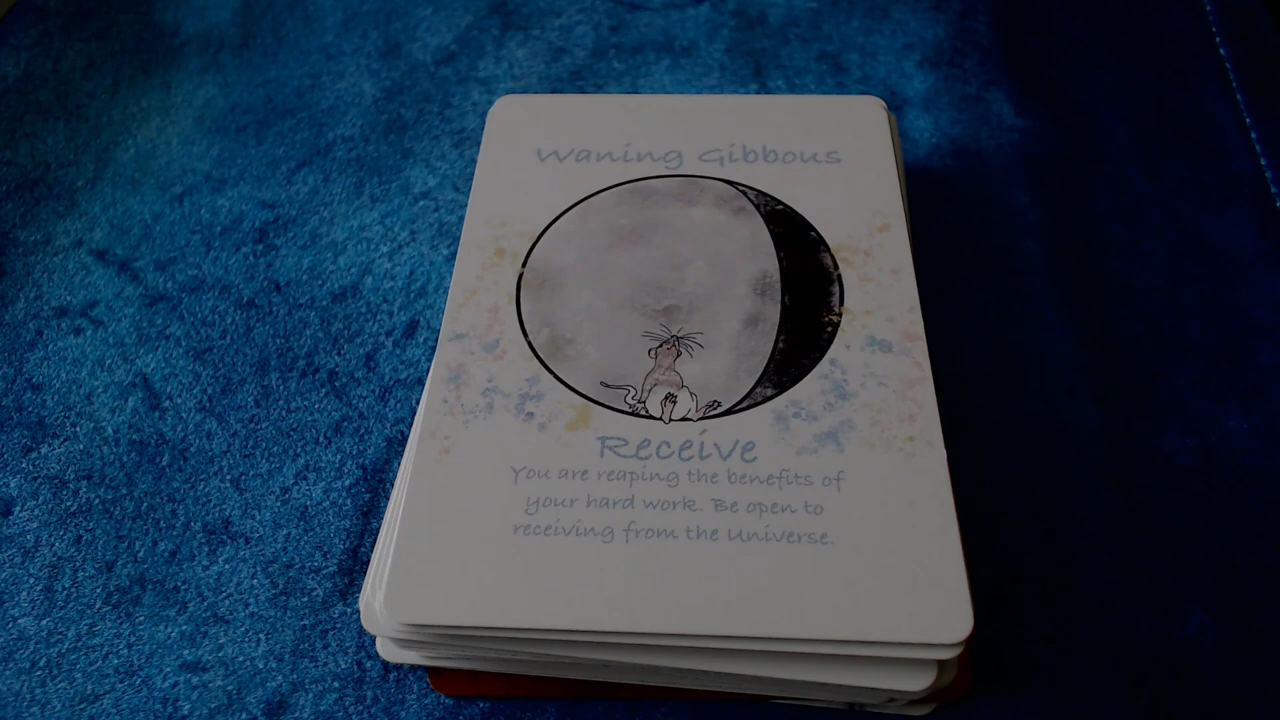 Waning Gibbous
Receive
You are reaping the benefits of
your hard work. Be open to
receiving from the Universe.